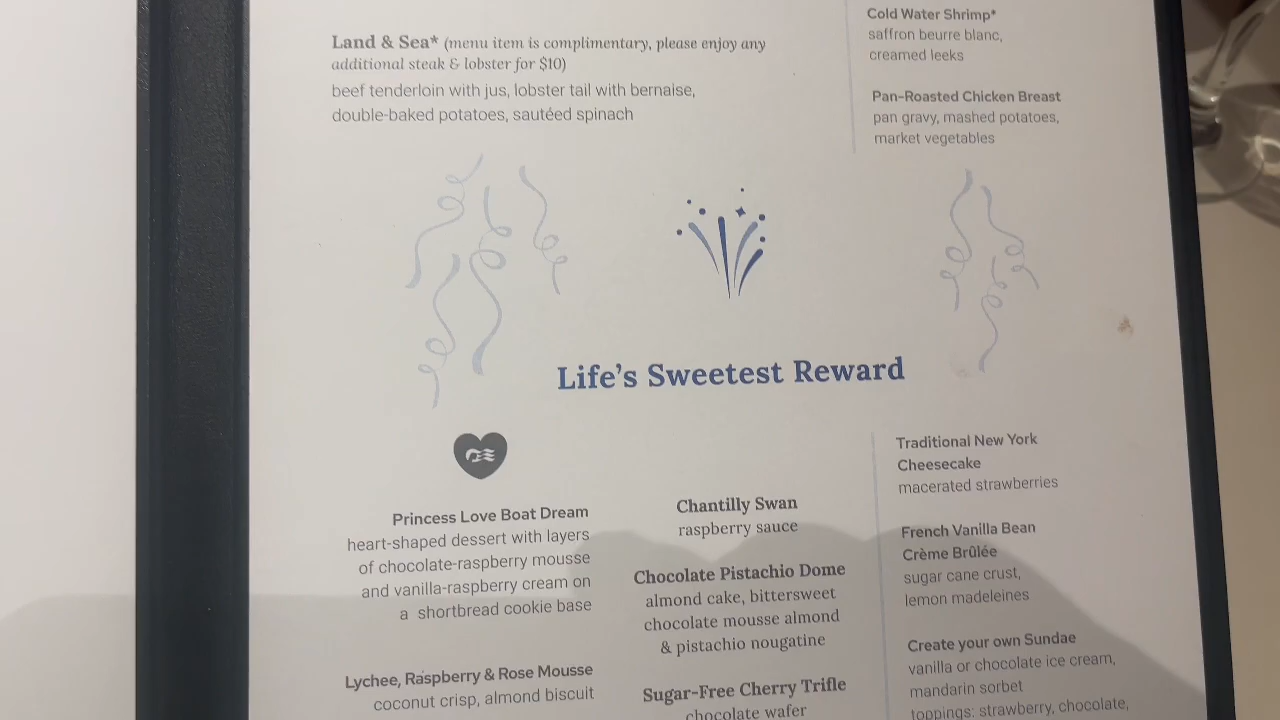 Land & Sea* (menu item is complimentary, please enjoy any
additional steak & lobster for $10)
beef tenderloin with jus, lobster tail with bernaise,
double-baked potatoes, sautéed spinach
Cold Water Shrimp*
saffron beurre blanc,
creamed leeks
Pan-Roasted Chicken Breast
pan gravy, mashed potatoes,
market vegetables
Life's Sweetest Reward
Princess Love Boat Dream
heart-shaped dessert with layers
of chocolate-raspberry mousse
and vanilla-raspberry cream on
a shortbread cookie base
Lychee, Raspberry & Rose Mousse
coconut crisp, almond biscuit
Chantilly Swan
raspberry sauce
Chocolate Pistachio Dome
almond cake, bittersweet
chocolate mousse almond
& pistachio nougatine
Sugar-Free Cherry Trifle
chocolate wafer
Traditional New York
Cheesecake
macerated strawberries
French Vanilla Bean
Crème Brûlée
sugar cane crust,
lemon madeleines
Create your own Sundae
vanilla or chocolate ice cream,
mandarin sorbet
toppings: strawberry, chocolate,